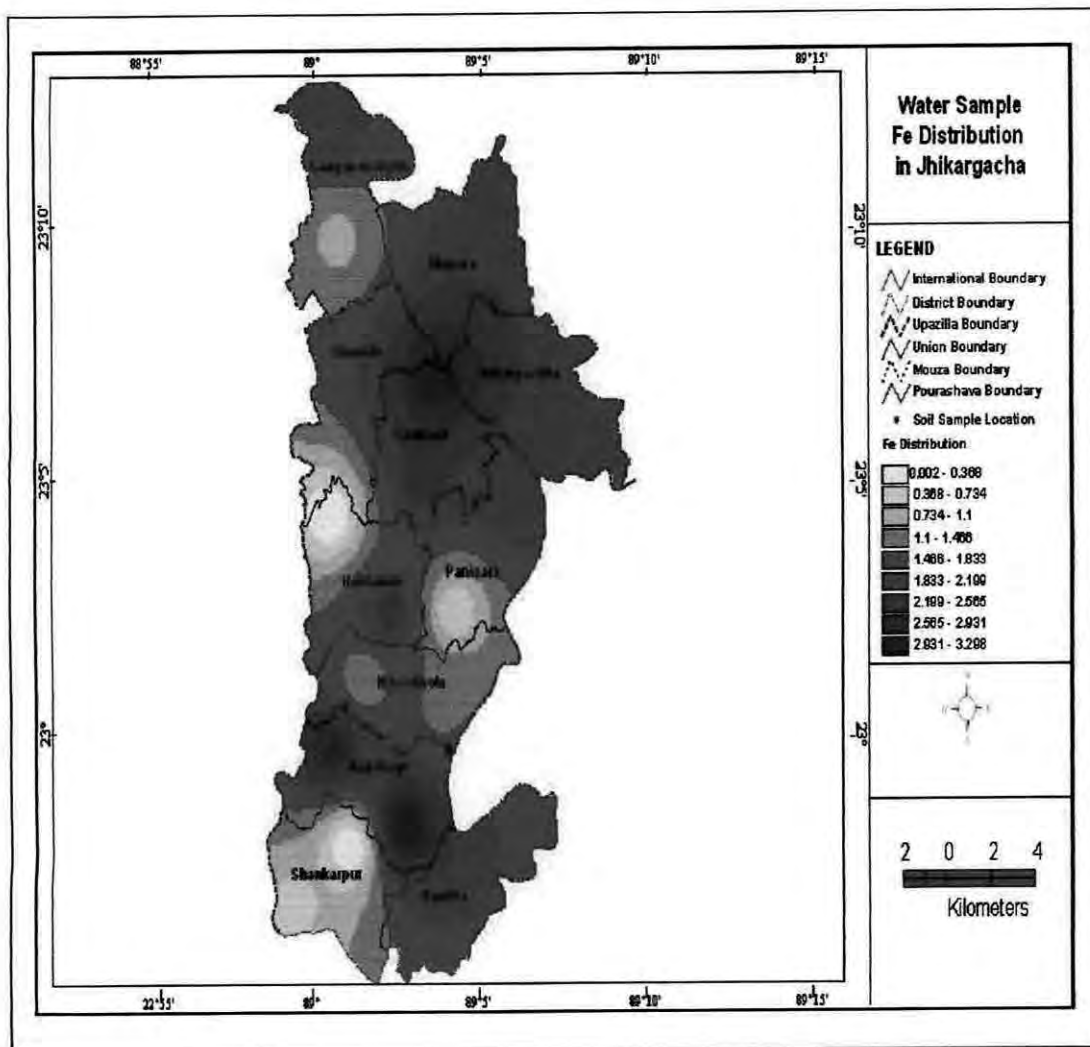 88°55'
89°
89°5'
89°10'
89°15'
23°10'
23°10'
23°5'
23°5'
23°
23°
Panisara
Shankarpur
22°55'
89°
89°5'
89°10'
89°15'
Water Sample
Fe Distribution
in Jhikargacha
LEGEND
International Boundary
District Boundary
Upazilla Boundary
Union Boundary
Mouza Boundary
Pourashava Boundary
Soil Sample Location
Fe Distribution
0.002 - 0.368
0.368 - 0.734
0.734 - 1.1
1.1 - 1.466
1.466 - 1.833
1.833 - 2.199
2.199 - 2.565
2.565 - 2.931
2.931 - 3.298
2 0 2 4
Kilometers